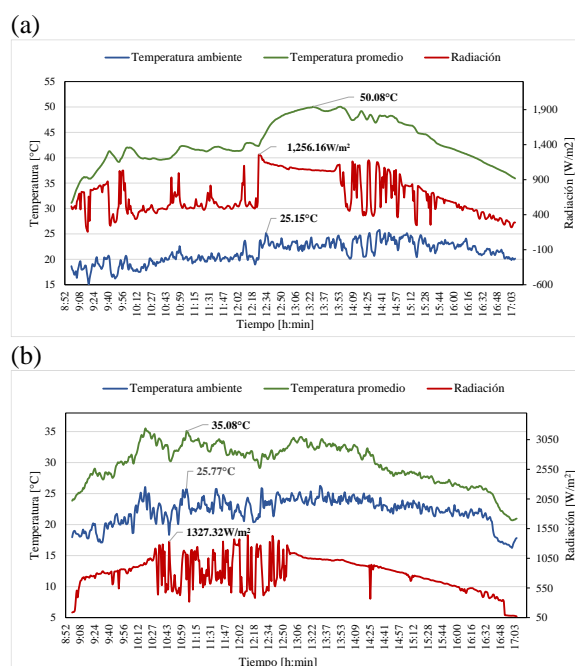 (a)
Temperatura ambiente Temperatura promedio Radiación
55
50
45
40
35
30
25
20
15
Temperatura [°C]
1,900
1,400
900
400
-100
-600
Radiación [W/m2]
50.08°C
1,256.16W/m²
25.15°C
8:52 9:08 9:24 9:40 9:56 10:12 10:27 10:43 10:59 11:15 11:31 11:47 12:02 12:18 12:34 12:50 13:06 13:22 13:37 13:53 14:09 14:25 14:41 14:57 15:12 15:28 15:44 16:00 16:16 16:32 16:48 17:03
Tiempo [h:min]
(b)
Temperatura ambiente Temperatura promedio Radiación
35
30
25
20
15
10
5
Temperatura [°C]
3050
2550
2050
1550
1050
550
50
Radiación [W/m²]
35.08°C
25.77°C
1327.32W/m²
8:52 9:08 9:24 9:40 9:56 10:12 10:27 10:43 10:59 11:15 11:31 11:47 12:02 12:18 12:34 12:50 13:06 13:22 13:37 13:53 14:09 14:25 14:41 14:57 15:12 15:28 15:44 16:00 16:16 16:32 16:48 17:03
Tiempo [h:min]